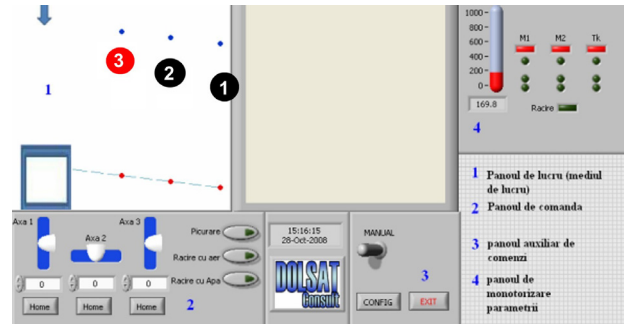 1000
800
600
400
200
0
169.8
M1 M2 Tk
Racire
4
3
2
1
1
Axa 1
Axa 2
Axa 3
0 0 0
Home Home Home
Picurare
Racire cu aer
Racire cu Apa
2
15:16:15
28-Oct-2008
DOLSAT
Consult
MANUAL
3
CONFIG EXIT
1 Panoul de lucru (mediul
de lucru)
2 Panoul de comanda
3 panoul auxiliar de
comenzi
4 panoul de
monotorizare
parametrii